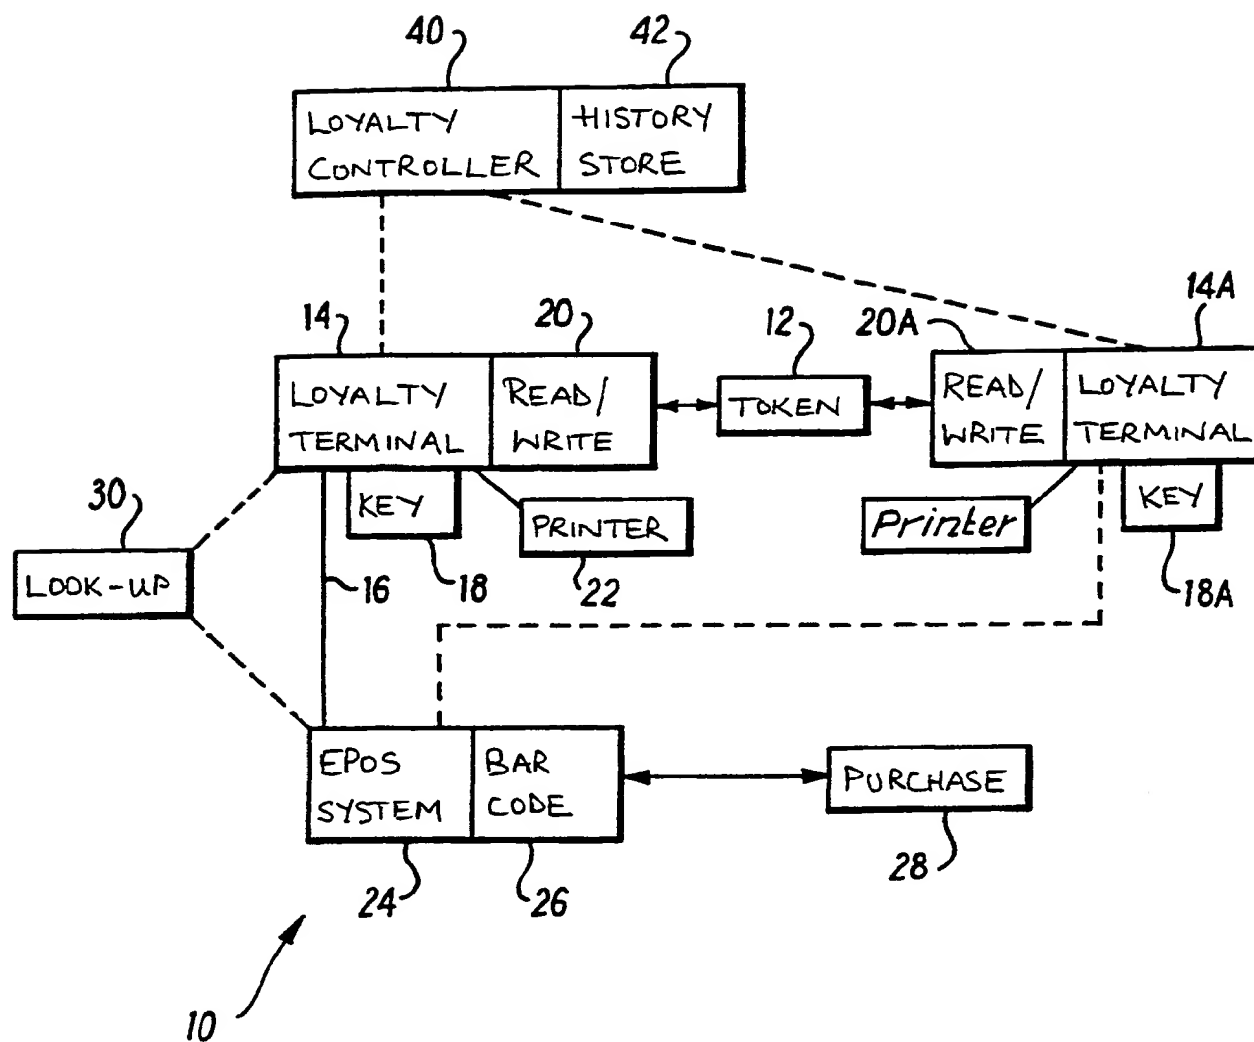 40
42
LOYALTY
CONTROLLER
HISTORY
STORE
14
20
12
20A
14A
LOYALTY
TERMINAL
READ/
WRITE
TOKEN
READ/
WRITE
LOYALTY
TERMINAL
30
KEY
PRINTER
Printer
KEY
LOOK-UP
16
18
22
18A
EPOS
SYSTEM
BAR
CODE
PURCHASE
24
26
28
10